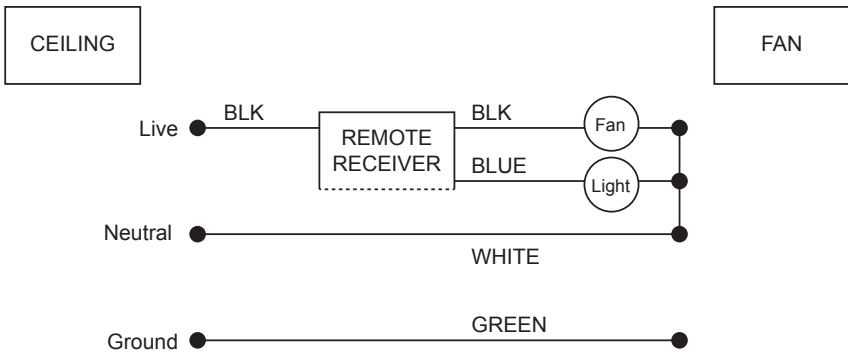 CEILING
FAN
Live
BLK
REMOTE
RECEIVER
BLK
Fan
BLUE
Light
Neutral
WHITE
Ground
GREEN